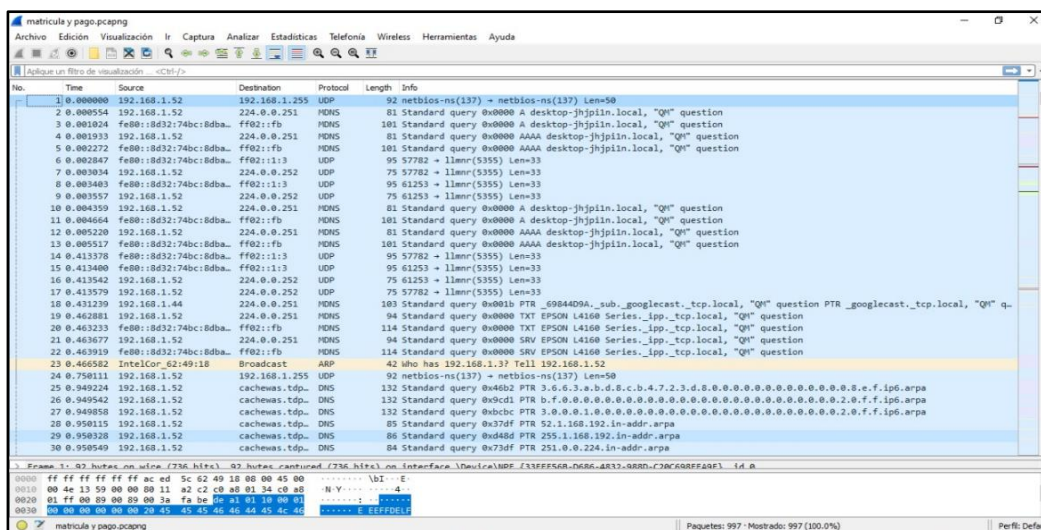 matricula y pago.pcapng
Archivo Edición Visualización Ir Captura Analizar Estadísticas Telefonía Wireless Herramientas Ayuda
Aplique un filtro de visualización ... <Ctrl-/>
No. Time Source Destination Protocol Length Info
1 0.000000 192.168.1.52 192.168.1.255 UDP 92 netbios-ns(137) → netbios-ns(137) Len=50
2 0.000554 192.168.1.52 224.0.0.251 MDNS 81 Standard query 0x0000 A desktop-jhjpi1n.local, "QM" question
3 0.001024 fe80::8d32:74bc:8dba… ff02::fb MDNS 101 Standard query 0x0000 A desktop-jhjpi1n.local, "QM" question
4 0.001933 192.168.1.52 224.0.0.251 MDNS 81 Standard query 0x0000 AAAA desktop-jhjpi1n.local, "QM" question
5 0.002272 fe80::8d32:74bc:8dba… ff02::fb MDNS 101 Standard query 0x0000 AAAA desktop-jhjpi1n.local, "QM" question
6 0.002847 fe80::8d32:74bc:8dba… ff02::1:3 UDP 95 57782 → llmnr(5355) Len=33
7 0.003034 192.168.1.52 224.0.0.252 UDP 75 57782 → llmnr(5355) Len=33
8 0.003403 fe80::8d32:74bc:8dba… ff02::1:3 UDP 95 61253 → llmnr(5355) Len=33
9 0.003557 192.168.1.52 224.0.0.252 UDP 75 61253 → llmnr(5355) Len=33
10 0.004359 192.168.1.52 224.0.0.251 MDNS 81 Standard query 0x0000 A desktop-jhjpi1n.local, "QM" question
11 0.004664 fe80::8d32:74bc:8dba… ff02::fb MDNS 101 Standard query 0x0000 A desktop-jhjpi1n.local, "QM" question
12 0.005220 192.168.1.52 224.0.0.251 MDNS 81 Standard query 0x0000 AAAA desktop-jhjpi1n.local, "QM" question
13 0.005517 fe80::8d32:74bc:8dba… ff02::fb MDNS 101 Standard query 0x0000 AAAA desktop-jhjpi1n.local, "QM" question
14 0.413378 fe80::8d32:74bc:8dba… ff02::1:3 UDP 95 57782 → llmnr(5355) Len=33
15 0.413400 fe80::8d32:74bc:8dba… ff02::1:3 UDP 95 61253 → llmnr(5355) Len=33
16 0.413542 192.168.1.52 224.0.0.252 UDP 75 61253 → llmnr(5355) Len=33
17 0.413579 192.168.1.52 224.0.0.252 UDP 75 57782 → llmnr(5355) Len=33
18 0.431239 192.168.1.44 224.0.0.251 MDNS 103 Standard query 0x001b PTR _69844D9A._sub._googlecast._tcp.local, "QM" question PTR _googlecast._tcp.local, "QM" q…
19 0.462881 192.168.1.52 224.0.0.251 MDNS 94 Standard query 0x0000 TXT EPSON L4160 Series._ipp._tcp.local, "QM" question
20 0.463233 fe80::8d32:74bc:8dba… ff02::fb MDNS 114 Standard query 0x0000 TXT EPSON L4160 Series._ipp._tcp.local, "QM" question
21 0.463677 192.168.1.52 224.0.0.251 MDNS 94 Standard query 0x0000 SRV EPSON L4160 Series._ipp._tcp.local, "QM" question
22 0.463919 fe80::8d32:74bc:8dba… ff02::fb MDNS 114 Standard query 0x0000 SRV EPSON L4160 Series._ipp._tcp.local, "QM" question
23 0.466582 IntelCor_62:49:18 Broadcast ARP 42 Who has 192.168.1.3? Tell 192.168.1.52
24 0.750111 192.168.1.52 192.168.1.255 UDP 92 netbios-ns(137) → netbios-ns(137) Len=50
25 0.949224 192.168.1.52 cachewas.tdp… DNS 132 Standard query 0x46b2 PTR 3.6.6.3.a.b.d.8.c.b.4.7.2.3.d.8.0.0.0.0.0.0.0.0.0.0.0.0.0.8.e.f.ip6.arpa
26 0.949542 192.168.1.52 cachewas.tdp… DNS 132 Standard query 0x9cd1 PTR b.f.0.0.0.0.0.0.0.0.0.0.0.0.0.0.0.0.0.0.0.0.0.0.0.0.0.0.2.0.f.f.ip6.arpa
27 0.949858 192.168.1.52 cachewas.tdp… DNS 132 Standard query 0xbcbc PTR 3.0.0.0.1.0.0.0.0.0.0.0.0.0.0.0.0.0.0.0.0.0.0.0.0.0.0.0.2.0.f.f.ip6.arpa
28 0.950115 192.168.1.52 cachewas.tdp… DNS 85 Standard query 0x37df PTR 52.1.168.192.in-addr.arpa
29 0.950328 192.168.1.52 cachewas.tdp… DNS 86 Standard query 0xd48d PTR 255.1.168.192.in-addr.arpa
30 0.950549 192.168.1.52 cachewas.tdp… DNS 84 Standard query 0x73df PTR 251.0.0.224.in-addr.arpa
> Frame 1: 92 bytes on wire (736 bits), 92 bytes captured (736 bits) on interface \Device\NPF_{33EEE56B-D686-4832-988D-C20C698FEA9E}, id 0
0000 ff ff ff ff ff ff ac ed 5c 62 49 18 08 00 45 00 ········ \bI···E·
0010 00 4e 13 59 00 00 80 11 a2 c2 c0 a8 01 34 c0 a8 ·N·Y···· ·····4··
0020 01 ff 00 89 00 89 00 3a fa be de a1 01 10 00 01 ·······: ········
0030 00 00 00 00 00 00 20 45 45 45 46 46 44 45 4c 46 ······ E EEFFDELF
matricula y pago.pcapng
Paquetes: 997 · Mostrado: 997 (100.0%)
Perfil: Defa